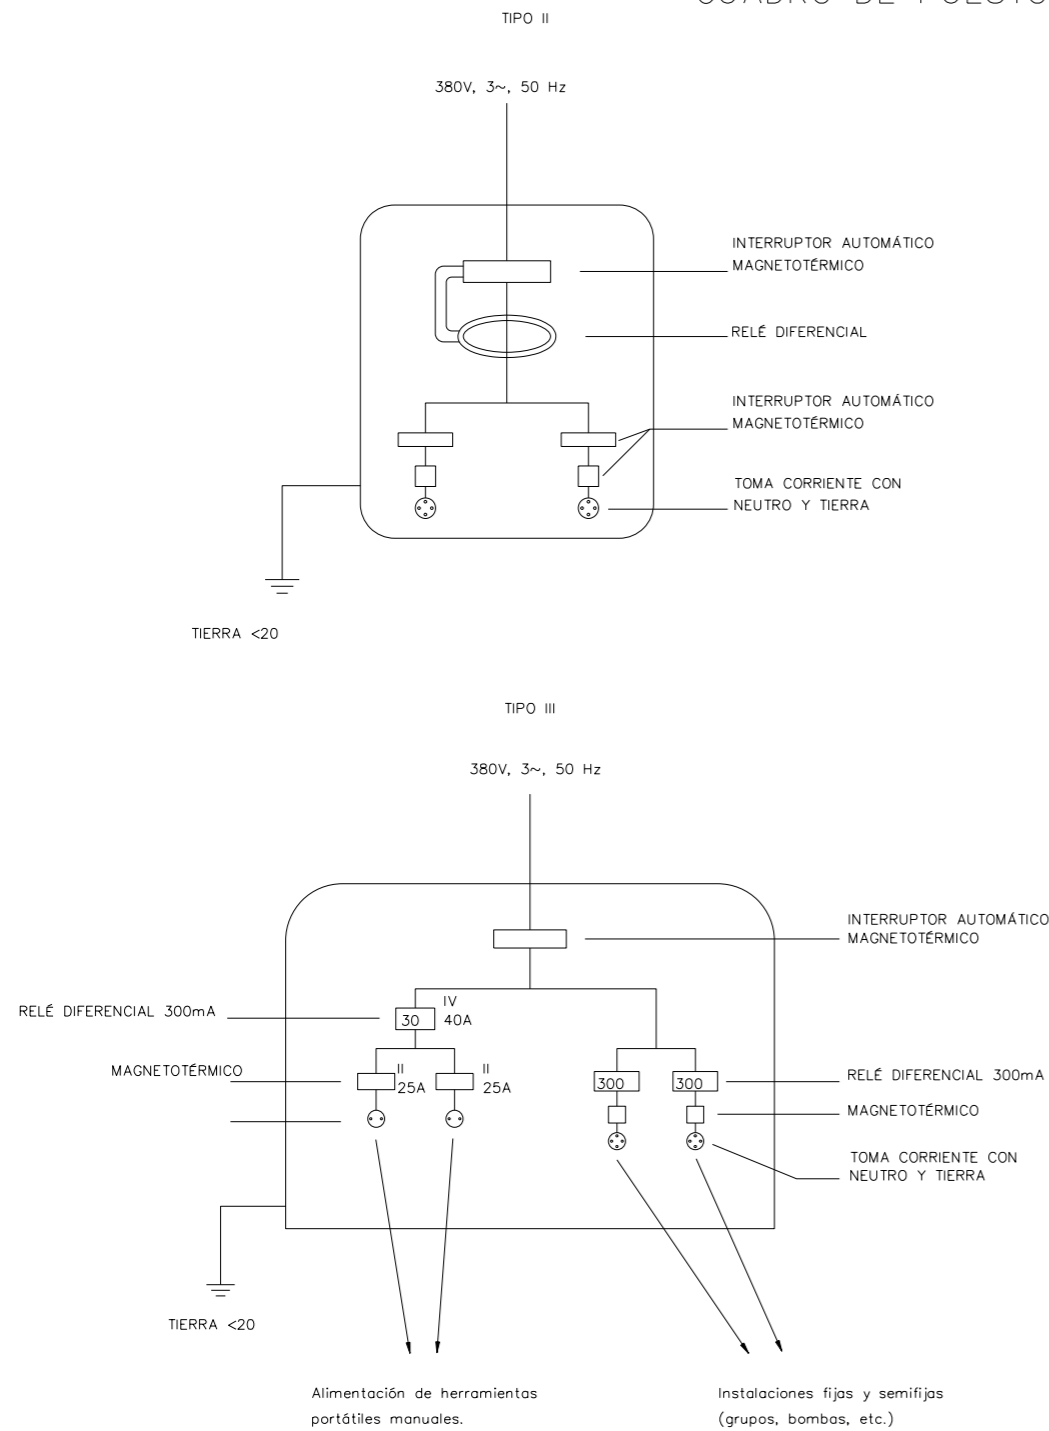 TIPO II
380V, 3~, 50 Hz
INTERRUPTOR AUTOMÁTICO
MAGNETOTÉRMICO
RELÉ DIFERENCIAL
INTERRUPTOR AUTOMÁTICO
MAGNETOTÉRMICO
TOMA CORRIENTE CON
NEUTRO Y TIERRA
TIERRA <20
TIPO III
380V, 3~, 50 Hz
INTERRUPTOR AUTOMÁTICO
MAGNETOTÉRMICO
RELÉ DIFERENCIAL 300mA
30
IV
40A
MAGNETOTÉRMICO
II
25A
II
25A
300
300
RELÉ DIFERENCIAL 300mA
MAGNETOTÉRMICO
TOMA CORRIENTE CON
NEUTRO Y TIERRA
TIERRA <20
Alimentación de herramientas
portátiles manuales.
Instalaciones fijas y semifijas
(grupos, bombas, etc.)